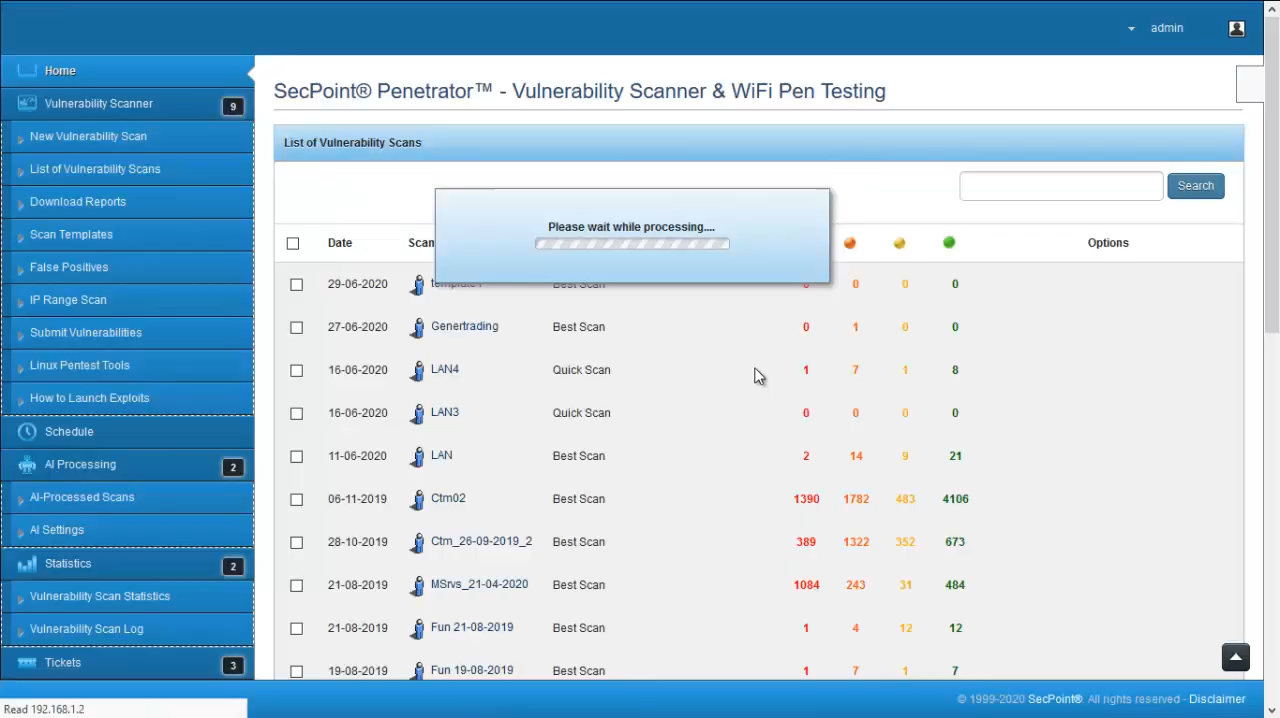 admin
Home
Vulnerability Scanner 9
New Vulnerability Scan
List of Vulnerability Scans
Download Reports
Scan Templates
False Positives
IP Range Scan
Submit Vulnerabilities
Linux Pentest Tools
How to Launch Exploits
Schedule
AI Processing 2
AI-Processed Scans
AI Settings
Statistics 2
Vulnerability Scan Statistics
Vulnerability Scan Log
Tickets 3
SecPoint® Penetrator™ - Vulnerability Scanner & WiFi Pen Testing
List of Vulnerability Scans
Search
Please wait while processing....
Date Scan Options
29-06-2020 Best Scan 0 0 0 0
27-06-2020 Genertrading Best Scan 0 1 0 0
16-06-2020 LAN4 Quick Scan 1 7 1 8
16-06-2020 LAN3 Quick Scan 0 0 0 0
11-06-2020 LAN Best Scan 2 14 9 21
06-11-2019 Ctm02 Best Scan 1390 1782 483 4106
28-10-2019 Ctm_26-09-2019_2 Best Scan 389 1322 352 673
21-08-2019 MSrvs_21-04-2020 Best Scan 1084 243 31 484
21-08-2019 Fun 21-08-2019 Best Scan 1 4 12 12
19-08-2019 Fun 19-08-2019 Best Scan 1 7 1 7
© 1999-2020 SecPoint® All rights reserved - Disclaimer
Read 192.168.1.2